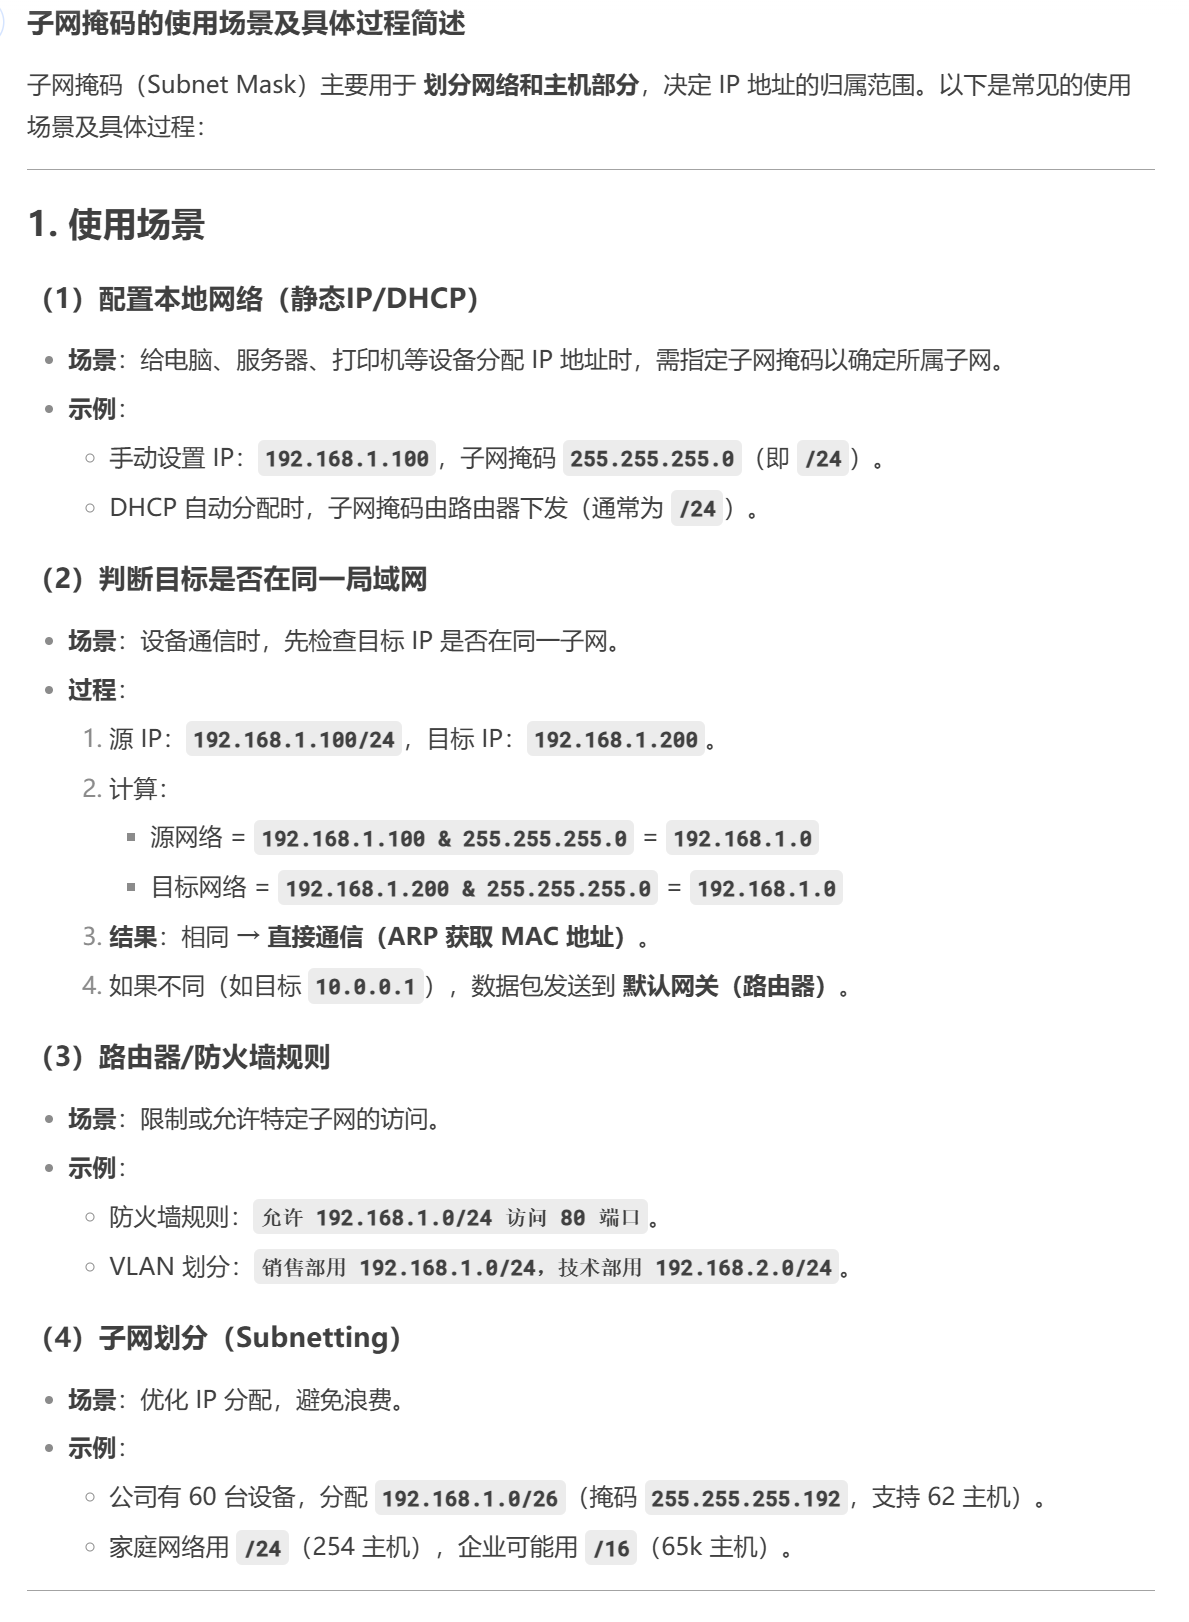 子网掩码的使用场景及具体过程简述
子网掩码（Subnet Mask）主要用于 划分网络和主机部分，决定 IP 地址的归属范围。以下是常见的使用
场景及具体过程：
1. 使用场景
（1）配置本地网络（静态IP/DHCP）
场景：给电脑、服务器、打印机等设备分配 IP 地址时，需指定子网掩码以确定所属子网。
示例：
手动设置 IP：192.168.1.100，子网掩码 255.255.255.0（即 /24）。
DHCP 自动分配时，子网掩码由路由器下发（通常为 /24）。
（2）判断目标是否在同一局域网
场景：设备通信时，先检查目标 IP 是否在同一子网。
过程：
1. 源 IP：192.168.1.100/24，目标 IP：192.168.1.200。
2. 计算：
源网络 = 192.168.1.100 & 255.255.255.0 = 192.168.1.0
目标网络 = 192.168.1.200 & 255.255.255.0 = 192.168.1.0
3. 结果：相同 → 直接通信（ARP 获取 MAC 地址）。
4. 如果不同（如目标 10.0.0.1），数据包发送到 默认网关（路由器）。
（3）路由器/防火墙规则
场景：限制或允许特定子网的访问。
示例：
防火墙规则：允许 192.168.1.0/24 访问 80 端口。
VLAN 划分：销售部用 192.168.1.0/24，技术部用 192.168.2.0/24。
（4）子网划分（Subnetting）
场景：优化 IP 分配，避免浪费。
示例：
公司有 60 台设备，分配 192.168.1.0/26（掩码 255.255.255.192，支持 62 主机）。
家庭网络用 /24（254 主机），企业可能用 /16（65k 主机）。